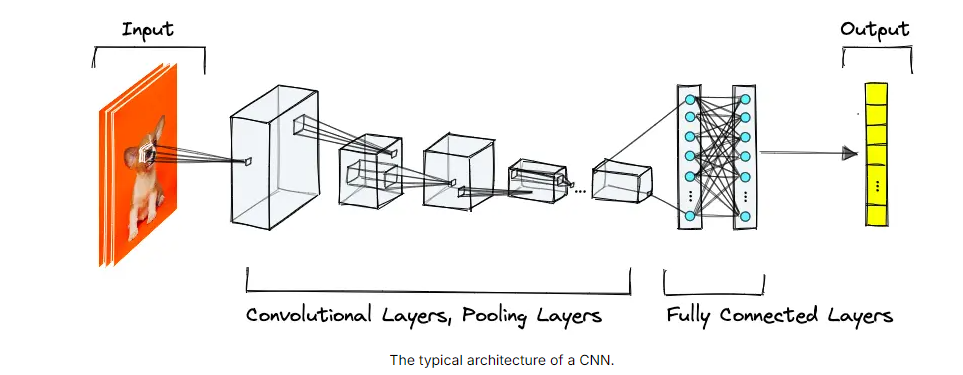 Input
Output
...
Convolutional Layers, Pooling Layers
Fully Connected Layers
The typical architecture of a CNN.